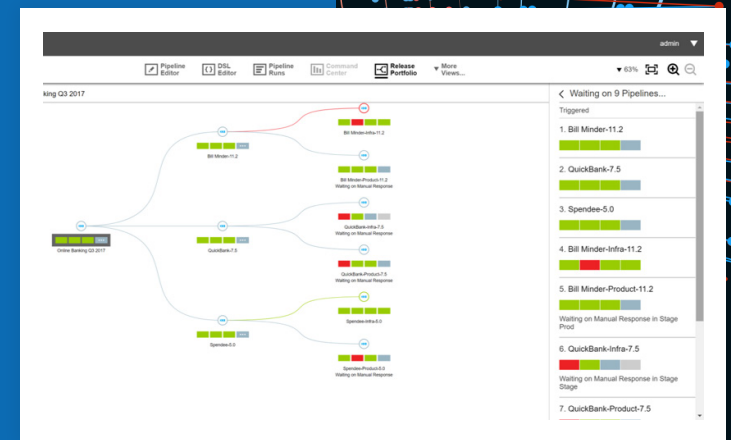 admin
Pipeline Editor
DSL Editor
Pipeline Runs
Command Center
Release Portfolio
More Views...
63%
king Q3 2017
Waiting on 9 Pipelines...
Triggered
1. Bill Minder-11.2
2. QuickBank-7.5
3. Spendee-5.0
4. Bill Minder-Infra-11.2
5. Bill Minder-Product-11.2
Waiting on Manual Response in Stage
Prod
6. QuickBank-Infra-7.5
Waiting on Manual Response in Stage
Stage
7. QuickBank-Product-7.5
Bill Minder-Infra-11.2
Bill Minder-11.2
Bill Minder-Product-11.2
Waiting on Manual Response
QuickBank-Infra-7.5
Waiting on Manual Response
Online Banking Q3 2017
QuickBank-7.5
QuickBank-Product-7.5
Waiting on Manual Response
Spendee-Infra-5.0
Spendee-5.0
Spendee-Product-5.0
Waiting on Manual Response